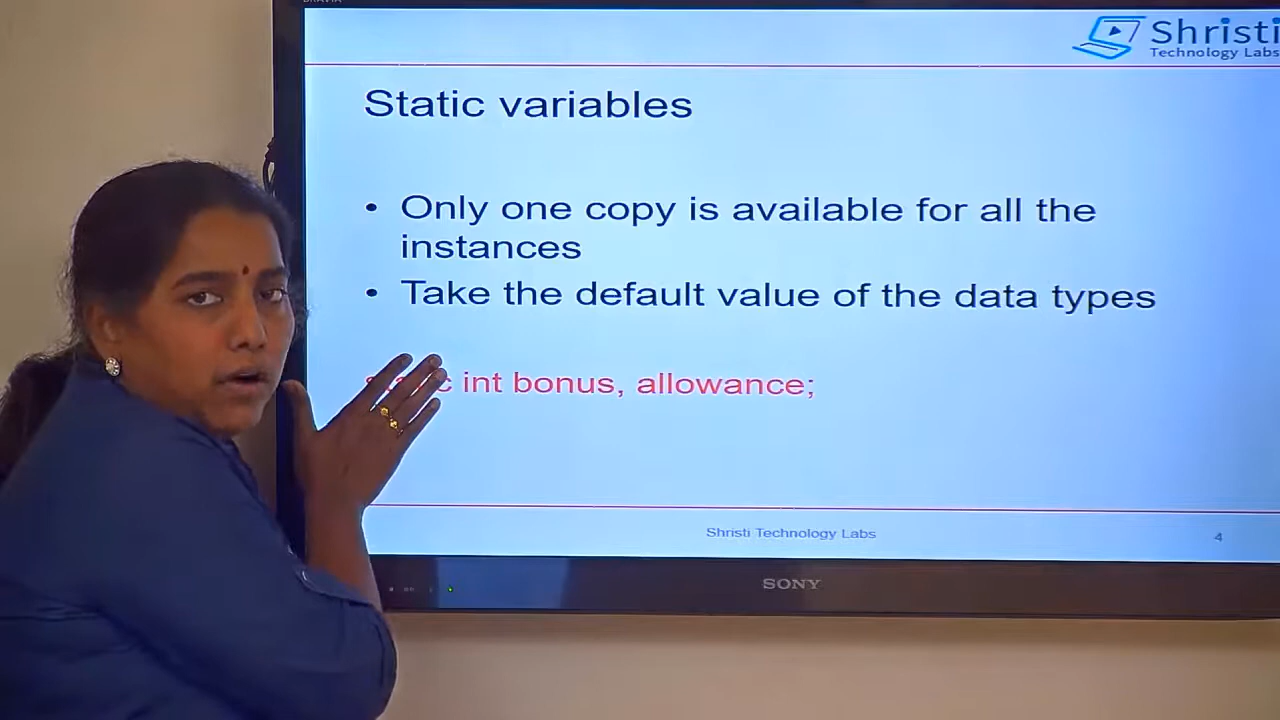 Shristi
Technology Labs
Static variables
• Only one copy is available for all the
instances
• Take the default value of the data types
int bonus, allowance;
Shristi Technology Labs
4
SONY